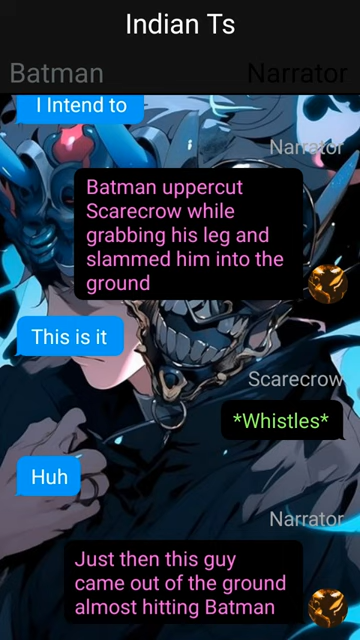 Indian Ts
Batman
Narrator
I Intend to
Narrator
Batman uppercut
Scarecrow while
grabbing his leg and
slammed him into the
ground
This is it
Scarecrow
*Whistles*
Huh
Narrator
Just then this guy
came out of the ground
almost hitting Batman